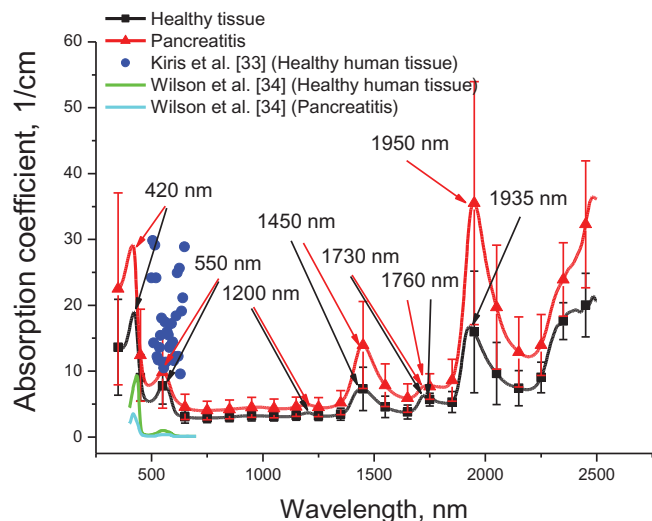 Healthy tissue
Pancreatitis
Kiris et al. [33] (Healthy human tissue)
Wilson et al. [34] (Healthy human tissue)
Wilson et al. [34] (Pancreatitis)
Absorption coefficient, 1/cm
60
50
40
30
20
10
0
420 nm
550 nm
1200 nm
1450 nm
1730 nm
1760 nm
1950 nm
1935 nm
500
1000
1500
2000
2500
Wavelength, nm